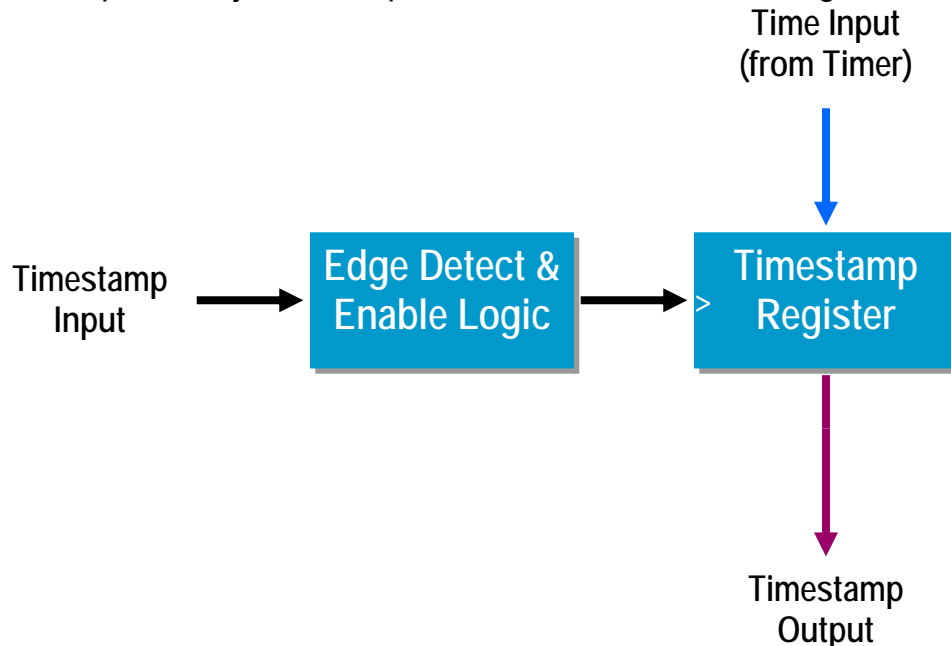 Time Input
(from Timer)
Timestamp
Input
Edge Detect &
Enable Logic
>
Timestamp
Register
Timestamp
Output